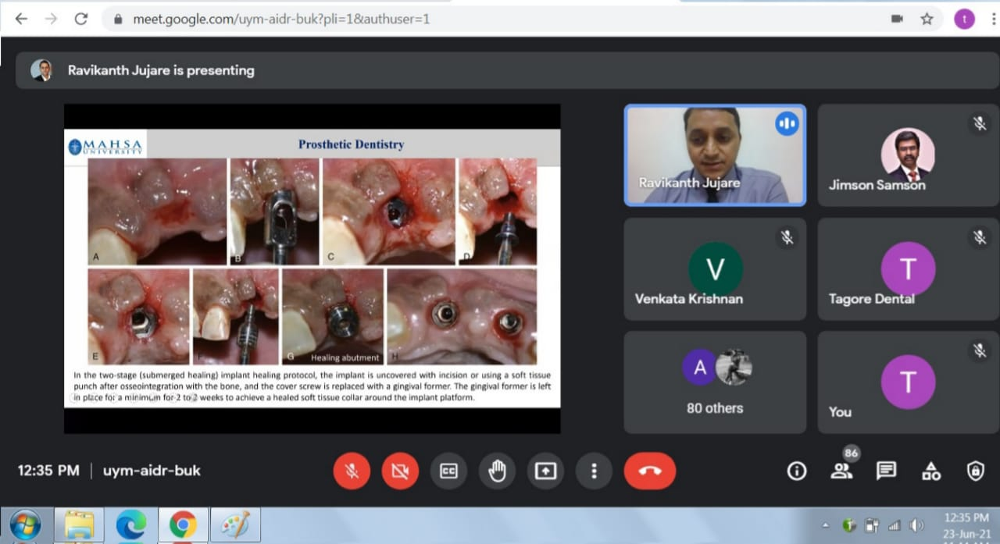 meet.google.com/uym-aidr-buk?pli=1&authuser=1
t
Ravikanth Jujare is presenting
MAHSA
UNIVERSITY
Prosthetic Dentistry
A
B
C
D
E
F
G
Healing abutment
H
In the two-stage (submerged healing) implant healing protocol, the implant is uncovered with incision or using a soft tissue
punch after osseointegration with the bone, and the cover screw is replaced with a gingival former. The gingival former is left
in place for a minimum for 2 to 3 weeks to achieve a healed soft tissue collar around the implant platform.
Ravikanth Jujare
Jimson Samson
V
Venkata Krishnan
T
Tagore Dental
A
80 others
T
You
12:35 PM | uym-aidr-buk
CC
86
12:35 PM
23-Jun-21